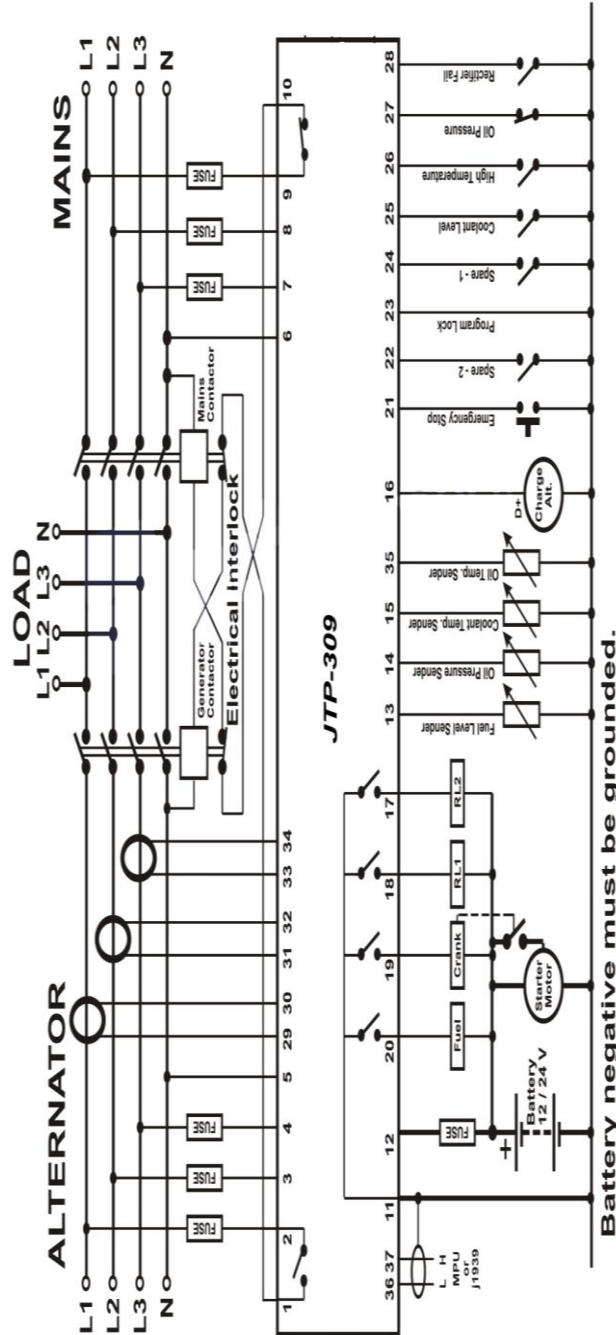 ALTERNATOR
LOAD
MAINS
L1
L2
L3
N
L1
L2
L3
N
L1
L2
L3
N
FUSE
FUSE
FUSE
Generator
Contactor
Mains
Contactor
Electrical interlock
FUSE
FUSE
FUSE
1
2
3
4
5
29
30
31
32
33
34
6
7
8
9
10
JTP-309
36
37
11
12
20
19
18
17
13
14
15
35
16
21
22
23
24
25
26
27
28
L H
MPU
or
j1939
FUSE
Fuel
Crank
RL1
RL2
Fuel Level Sender
Oil Pressure Sender
Coolant Temp. Sender
Oil Temp. Sender
D+
Charge
Alt.
Emergency Stop
Spare - 2
Program Lock
Spare - 1
Coolant Level
High Temperature
Oil Pressure
Rectifier Fail
+
Battery
12 / 24 V
Starter
Motor
Battery negative must be grounded.